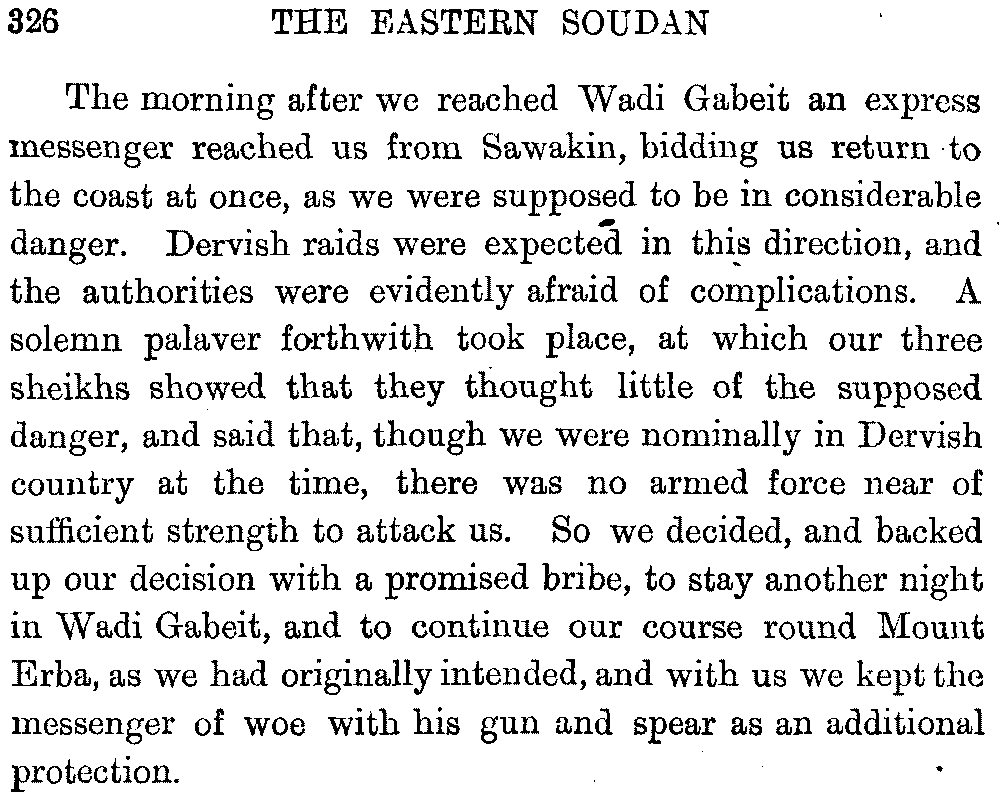 326 THE EASTERN SOUDAN
The morning after we reached Wadi Gabeit an express
messenger reached us from Sawakin, bidding us return to
the coast at once, as we were supposed to be in considerable
danger. Dervish raids were expected in this direction, and
the authorities were evidently afraid of complications. A
solemn palaver forthwith took place, at which our three
sheikhs showed that they thought little of the supposed
danger, and said that, though we were nominally in Dervish
country at the time, there was no armed force near of
sufficient strength to attack us. So we decided, and backed
up our decision with a promised bribe, to stay another night
in Wadi Gabeit, and to continue our course round Mount
Erba, as we had originally intended, and with us we kept the
messenger of woe with his gun and spear as an additional
protection.